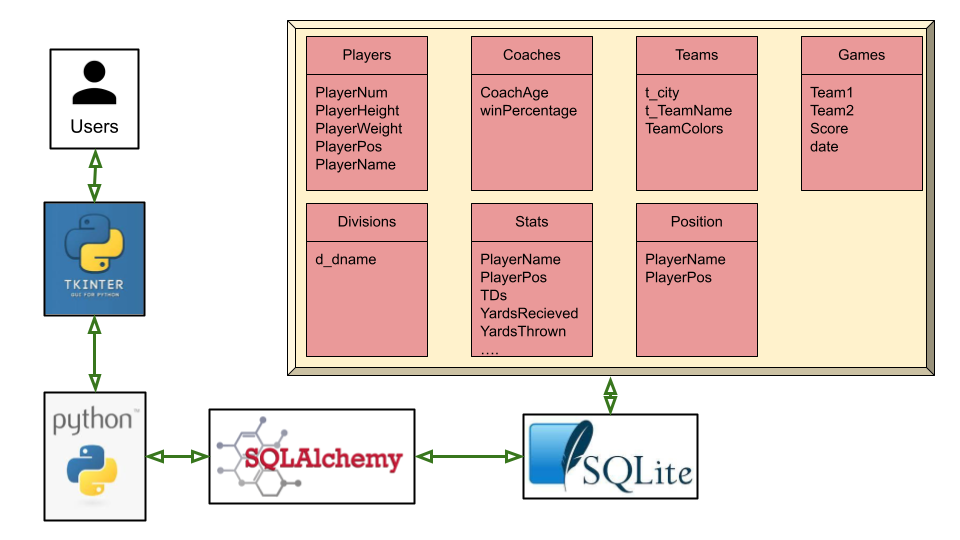 Users
TKINTER
GUI FOR PYTHON
python™
SQLAlchemy
SQLite
Players
PlayerNum
PlayerHeight
PlayerWeight
PlayerPos
PlayerName
Coaches
CoachAge
winPercentage
Teams
t_city
t_TeamName
TeamColors
Games
Team1
Team2
Score
date
Divisions
d_dname
Stats
PlayerName
PlayerPos
TDs
YardsRecieved
YardsThrown
....
Position
PlayerName
PlayerPos